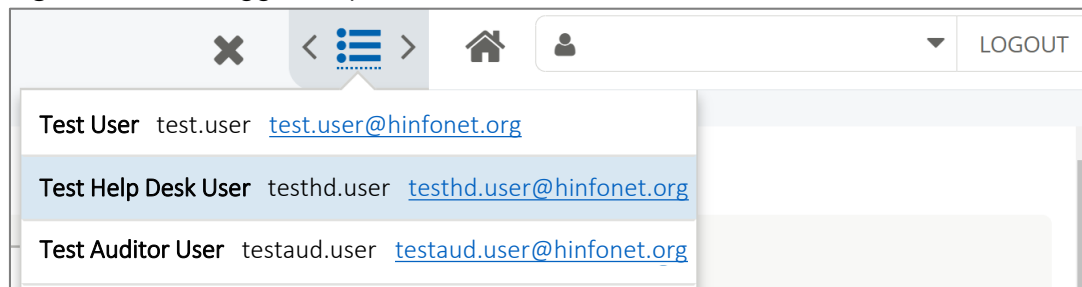 LOGOUT
Test User test.user test.user@hinfonet.org
Test Help Desk User testhd.user testhd.user@hinfonet.org
Test Auditor User testaud.user testaud.user@hinfonet.org